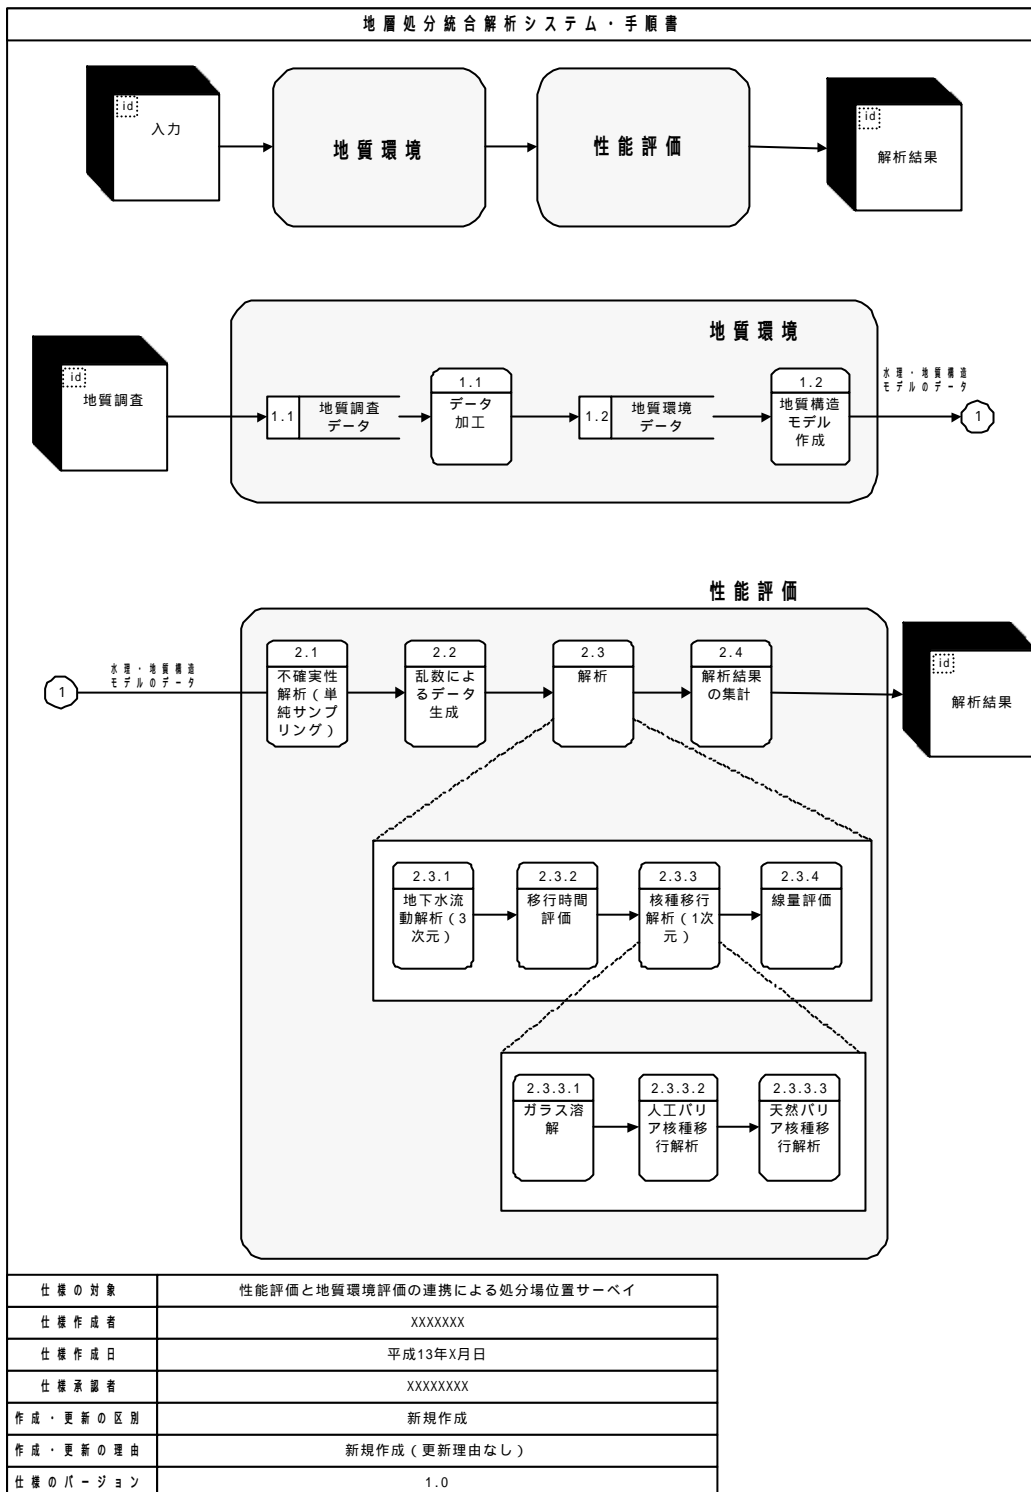 地層処分統合解析システム・手順書
id
入力
地質環境
性能評価
id
解析結果
地質環境
id
地質調査
1.1
地質調査
データ
1.1
データ
加工
1.2
地質環境
データ
1.2
地質構造
モデル
作成
水理・地質構造
モデルのデータ
1
性能評価
1
水理・地質構造
モデルのデータ
2.1
不確実性
解析（単
純サンプ
リング）
2.2
乱数によ
るデータ
生成
2.3
解析
2.4
解析結果
の集計
id
解析結果
2.3.1
地下水流
動解析（3
次元）
2.3.2
移行時間
評価
2.3.3
核種移行
解析（1次
元）
2.3.4
線量評価
2.3.3.1
ガラス溶
解
2.3.3.2
人工バリ
ア核種移
行解析
2.3.3.3
天然バリ
ア核種移
行解析
仕様の対象 性能評価と地質環境評価の連携による処分場位置サーベイ
仕様作成者 XXXXXXX
仕様作成日 平成13年X月日
仕様承認者 XXXXXXXX
作成・更新の区別 新規作成
作成・更新の理由 新規作成（更新理由なし）
仕様のバージョン 1.0